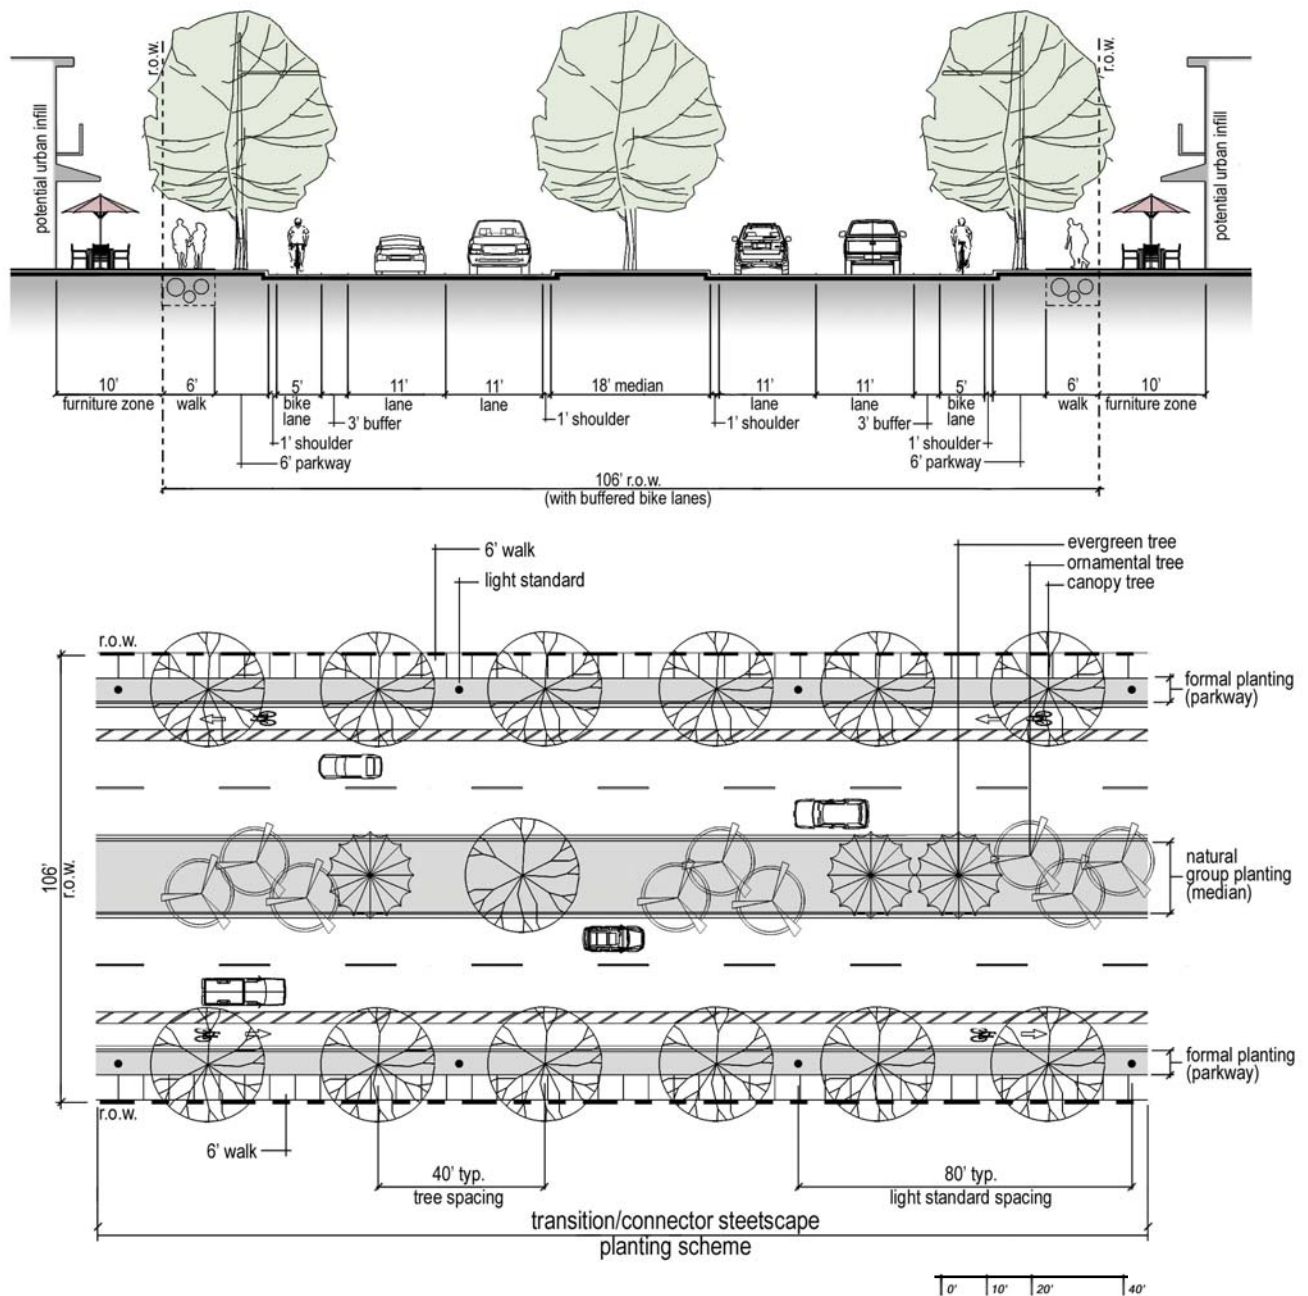 r.o.w.
r.o.w.
potential urban infill
potential urban infill
10'
furniture zone
6'
walk
5'
bike
lane
11'
lane
11'
lane
18' median
11'
lane
11'
lane
5'
bike
lane
6'
walk
10'
furniture zone
3' buffer
1' shoulder
1' shoulder
3' buffer
1' shoulder
6' parkway
1' shoulder
6' parkway
106' r.o.w.
(with buffered bike lanes)
6' walk
light standard
evergreen tree
ornamental tree
canopy tree
r.o.w.
formal planting
(parkway)
106'
r.o.w.
natural
group planting
(median)
formal planting
(parkway)
r.o.w.
6' walk
40' typ.
tree spacing
80' typ.
light standard spacing
transition/connector steetscape
planting scheme
0' 10' 20' 40'